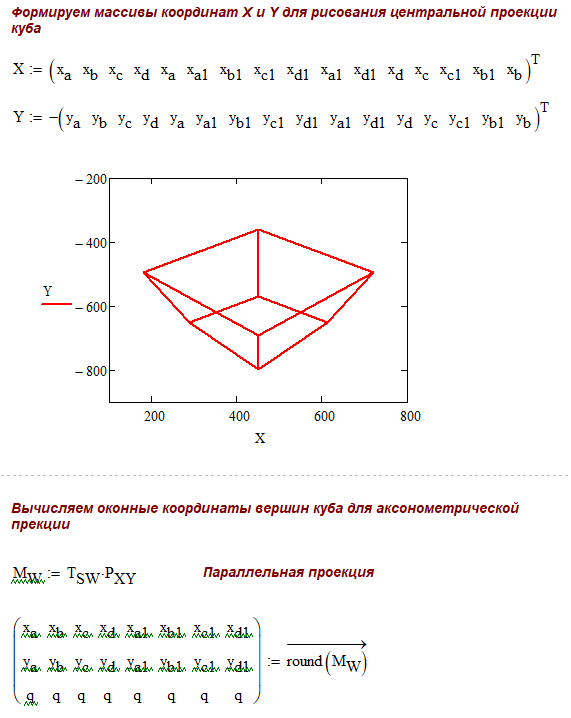 Формируем массивы координат X и Y для рисования центральной проекции
куба
X := (xa xb xc xd xa xa1 xb1 xc1 xd1 xa1 xd1 xd xc xc1 xb1 xb)T
Y := -(ya yb yc yd ya ya1 yb1 yc1 yd1 ya1 yd1 yd yc yc1 yb1 yb)T
-200
-400
Y
-600
-800
200 400 600 800
X
Вычисляем оконные координаты вершин куба для аксонометрической
прекции
MW := TSW·PXY Параллельная проекция
xa xb xc xd xa1 xb1 xc1 xd1
ya yb yc yd ya1 yb1 yc1 yd1 := round(MW)
q q q q q q q q